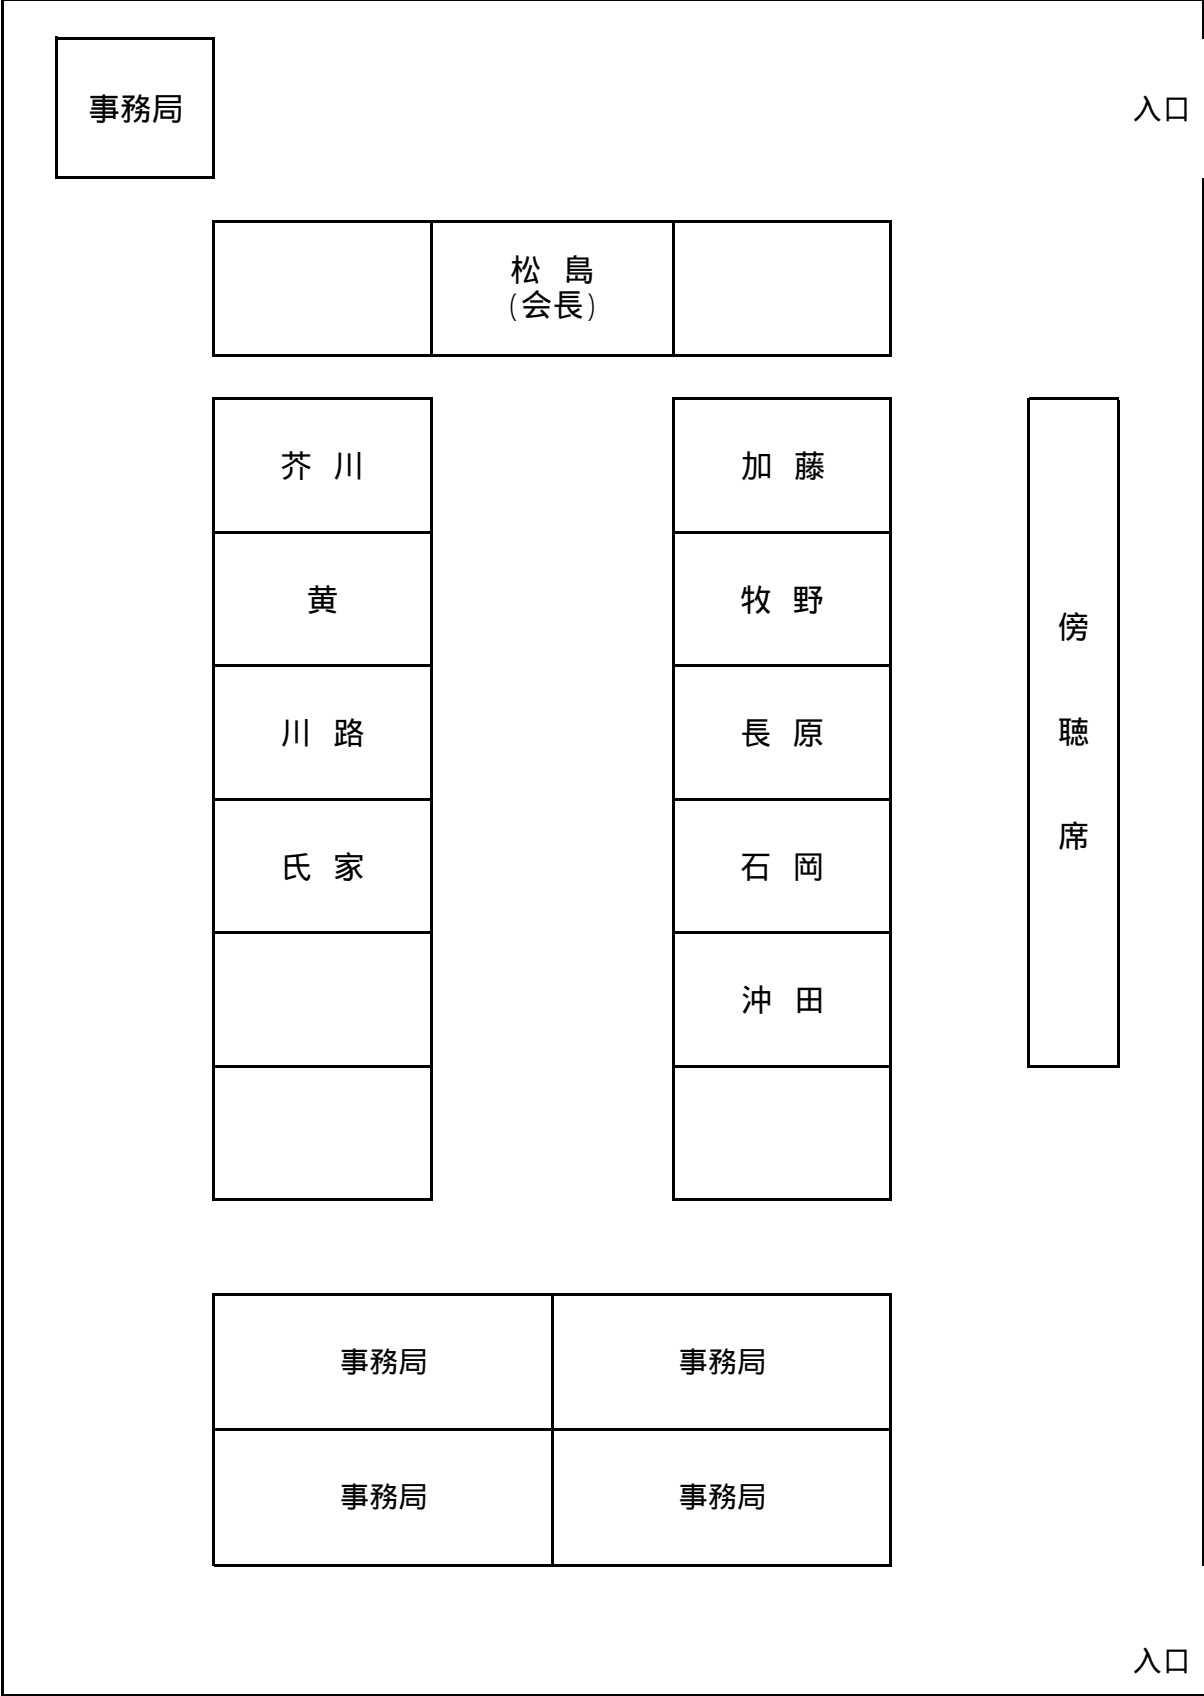 事務局
入口
松 島
(会長)
芥 川
加 藤
黄
牧 野
川 路
長 原
氏 家
石 岡
沖 田
傍聴席
事務局
事務局
事務局
事務局
入口